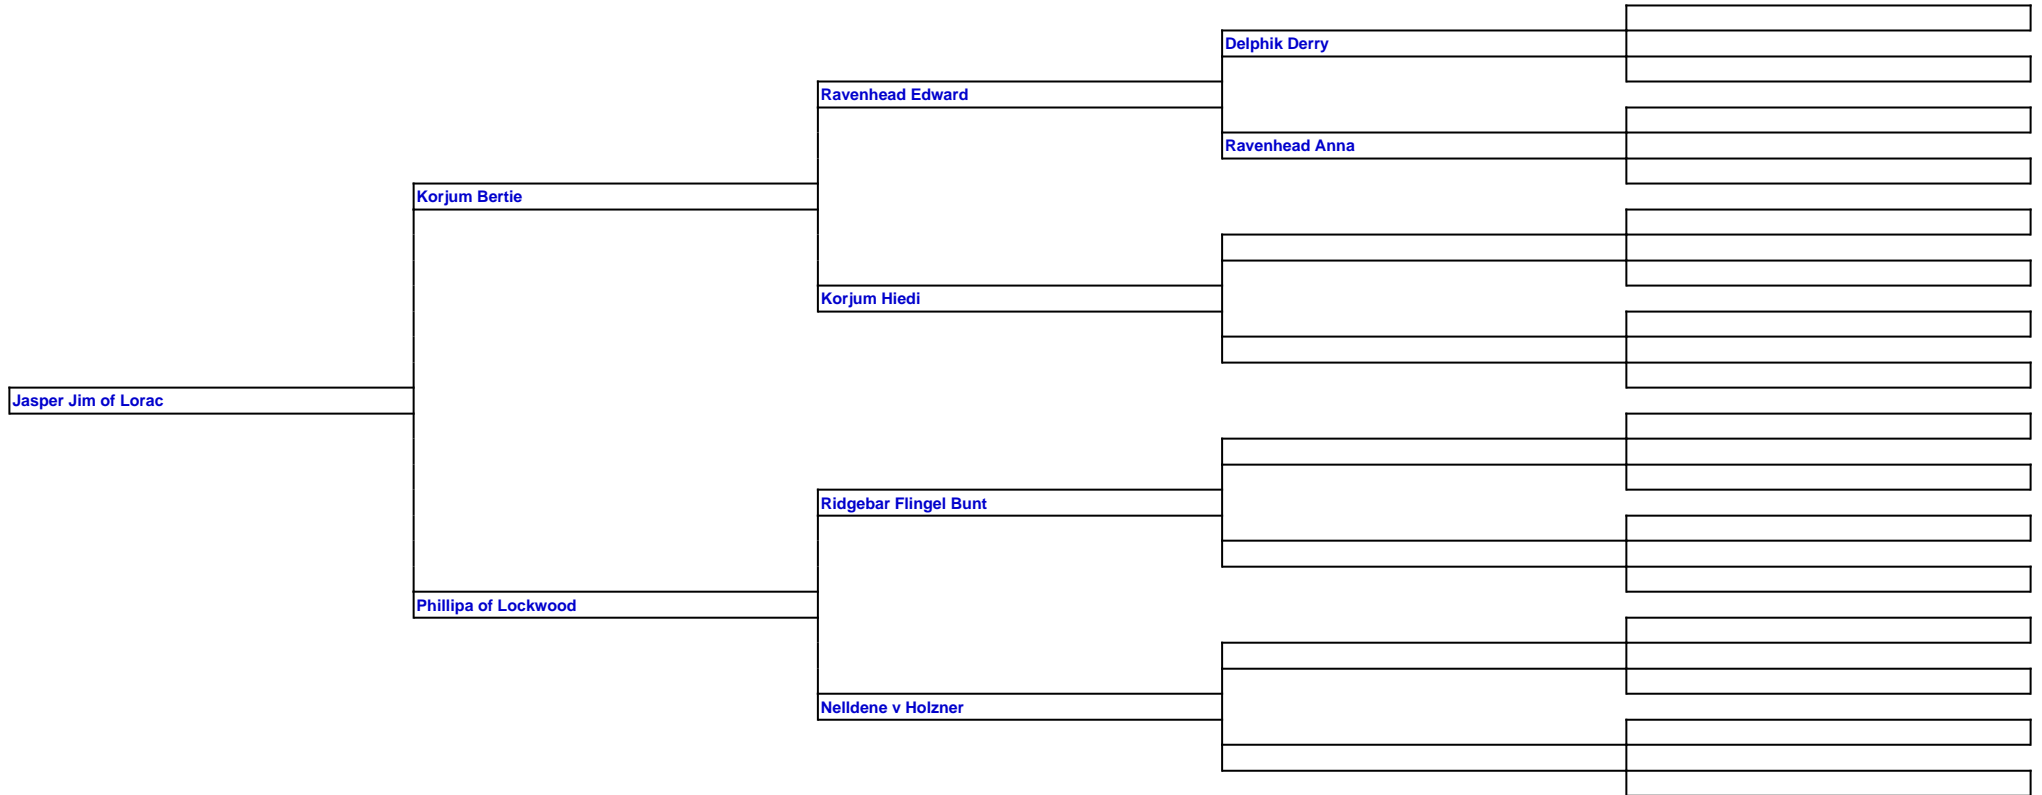 Delphik Derry
Ravenhead Edward
Ravenhead Anna
Korjum Bertie
Korjum Hiedi
Jasper Jim of Lorac
Ridgebar Flingel Bunt
Phillipa of Lockwood
Nelldene v Holzner